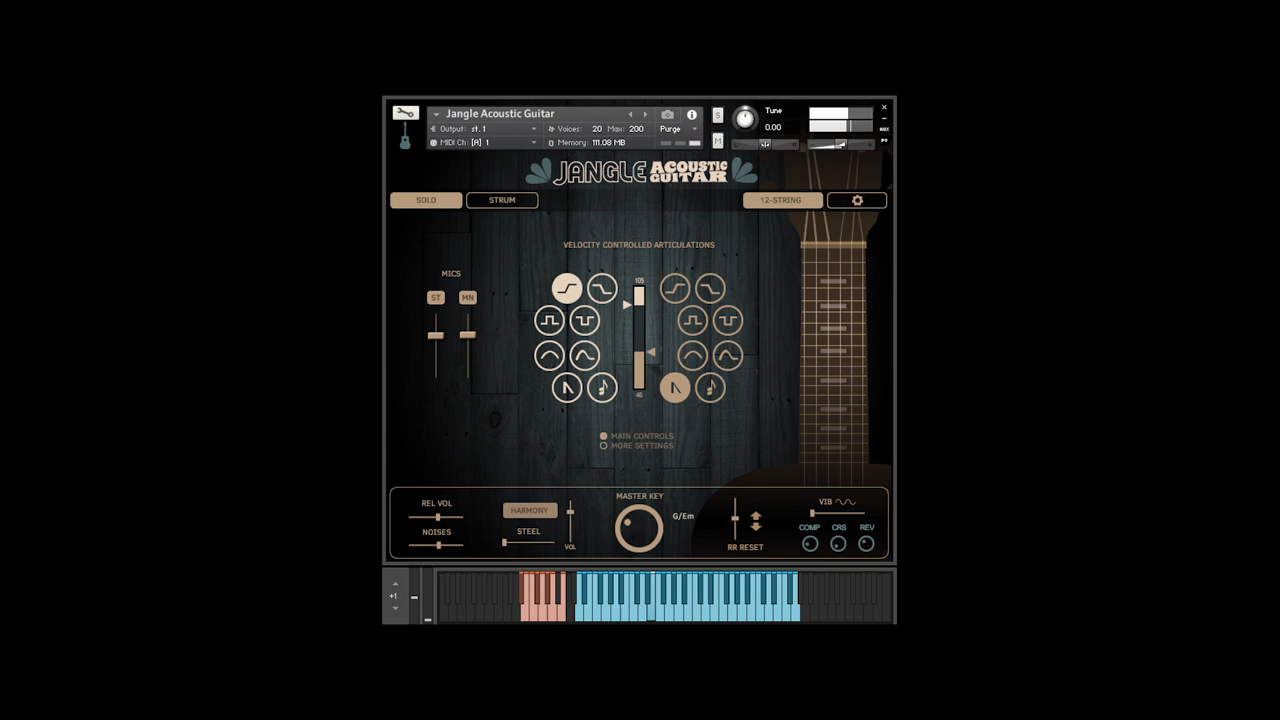 Jangle Acoustic Guitar
Output: st. 1
Voices: 20 Max: 200
Purge
MIDI Ch: [A] 1
Memory: 111.08 MB
S
M
Tune
0.00
L R
- +
AUX
PV
JANGLE ACOUSTIC GUITAR
SOLO
STRUM
12-STRING
VELOCITY CONTROLLED ARTICULATIONS
MICS
ST MN
105
46
MAIN CONTROLS
MORE SETTINGS
REL VOL
NOISES
HARMONY
STEEL
VOL
MASTER KEY
G/Em
RR RESET
VIB
COMP CRS REV
+1